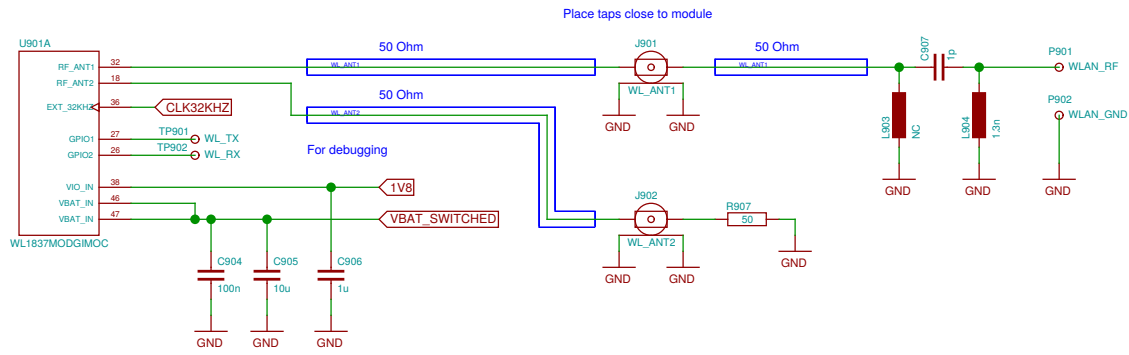 Place taps close to module
U901A
50 Ohm
J901
50 Ohm
C907
1p
P901
RF_ANT1
32
WL_ANT1
WL_ANT1
WLAN_RF
RF_ANT2
18
WL_ANT1
50 Ohm
P902
EXT_32KHZ
36
CLK32KHZ
WL_ANT2
WLAN_GND
GND
GND
L903
NC
L904
1.3n
TP901
GPIO1
27
WL_TX
TP902
GPIO2
26
WL_RX
For debugging
GND
GND
GND
VIO_IN
38
1V8
VBAT_IN
46
J902
R907
VBAT_IN
47
VBAT_SWITCHED
50
WL1837MODGIMOC
WL_ANT2
C904
C905
C906
GND
GND
GND
100n
10u
1u
GND
GND
GND